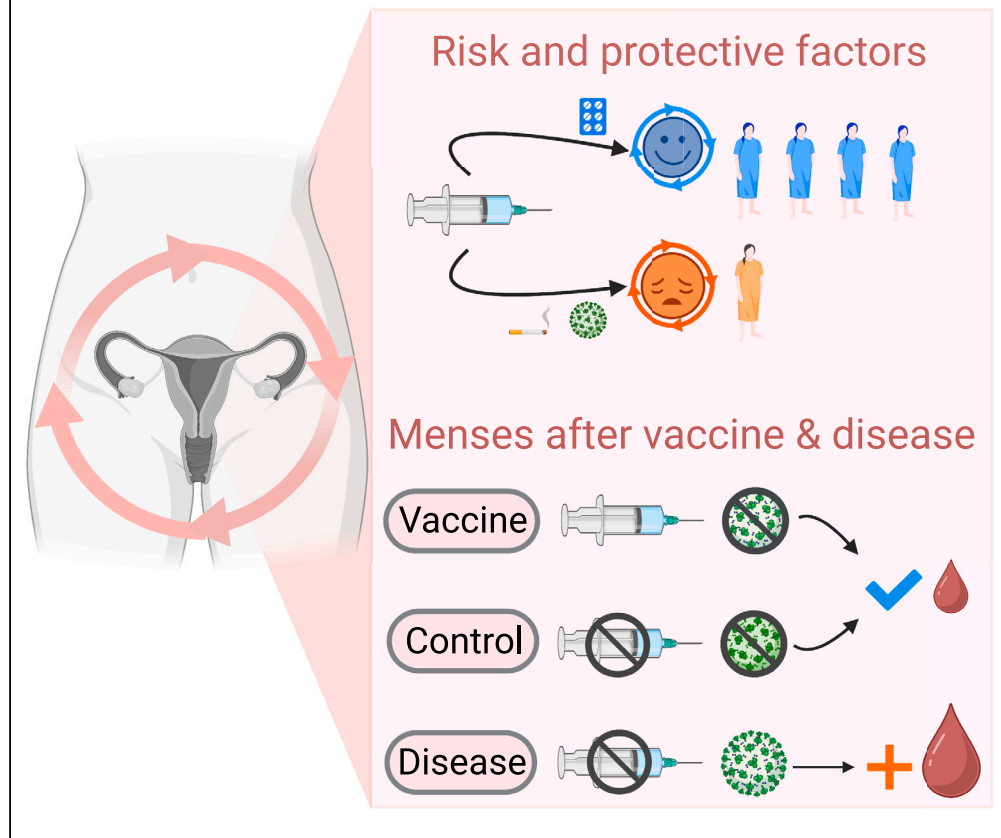 Risk and protective factors
Menses after vaccine & disease
Vaccine
Control
Disease